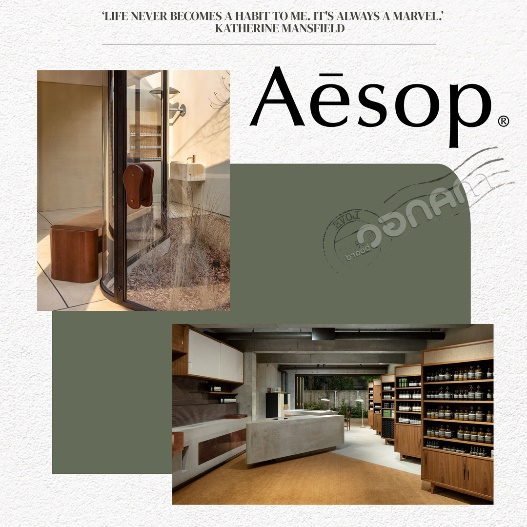 ‘LIFE NEVER BECOMES A HABIT TO ME. IT’S ALWAYS A MARVEL.’
KATHERINE MANSFIELD
Aēsop®